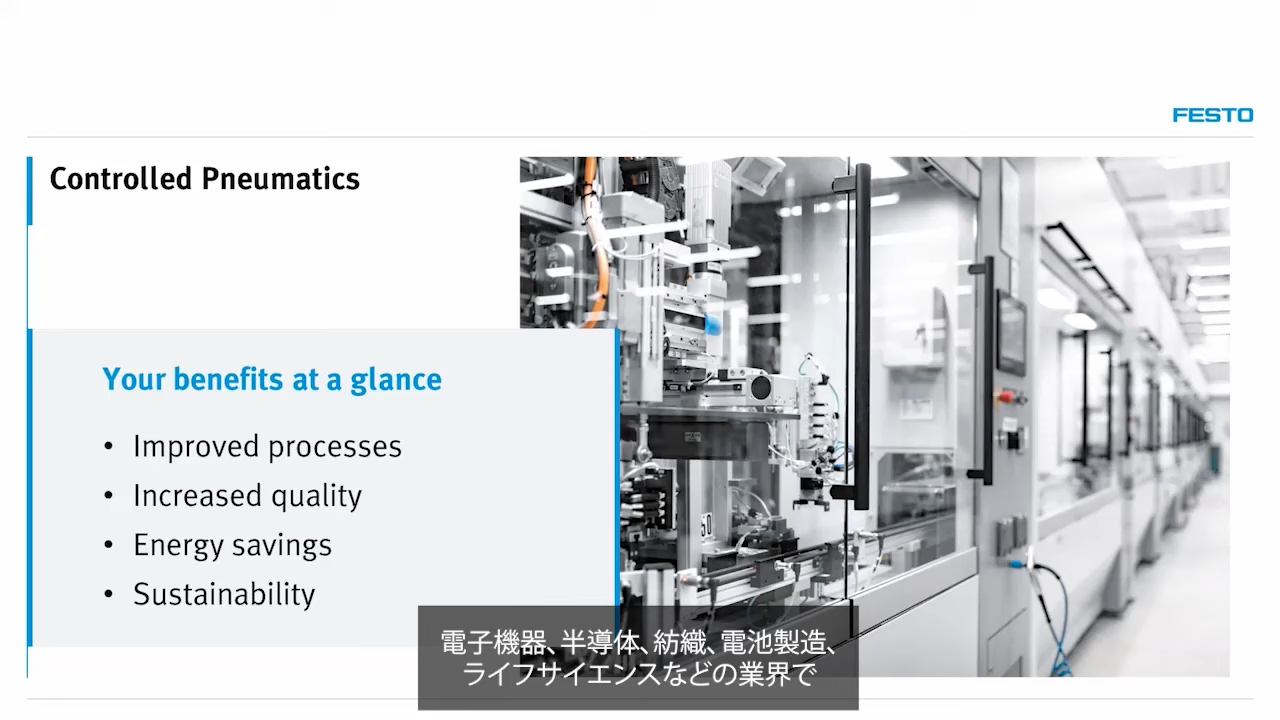 FESTO
Controlled Pneumatics
Your benefits at a glance
• Improved processes
• Increased quality
• Energy savings
• Sustainability
50
電子機器、半導体、紡織、電池製造、
ライフサイエンスなどの業界で